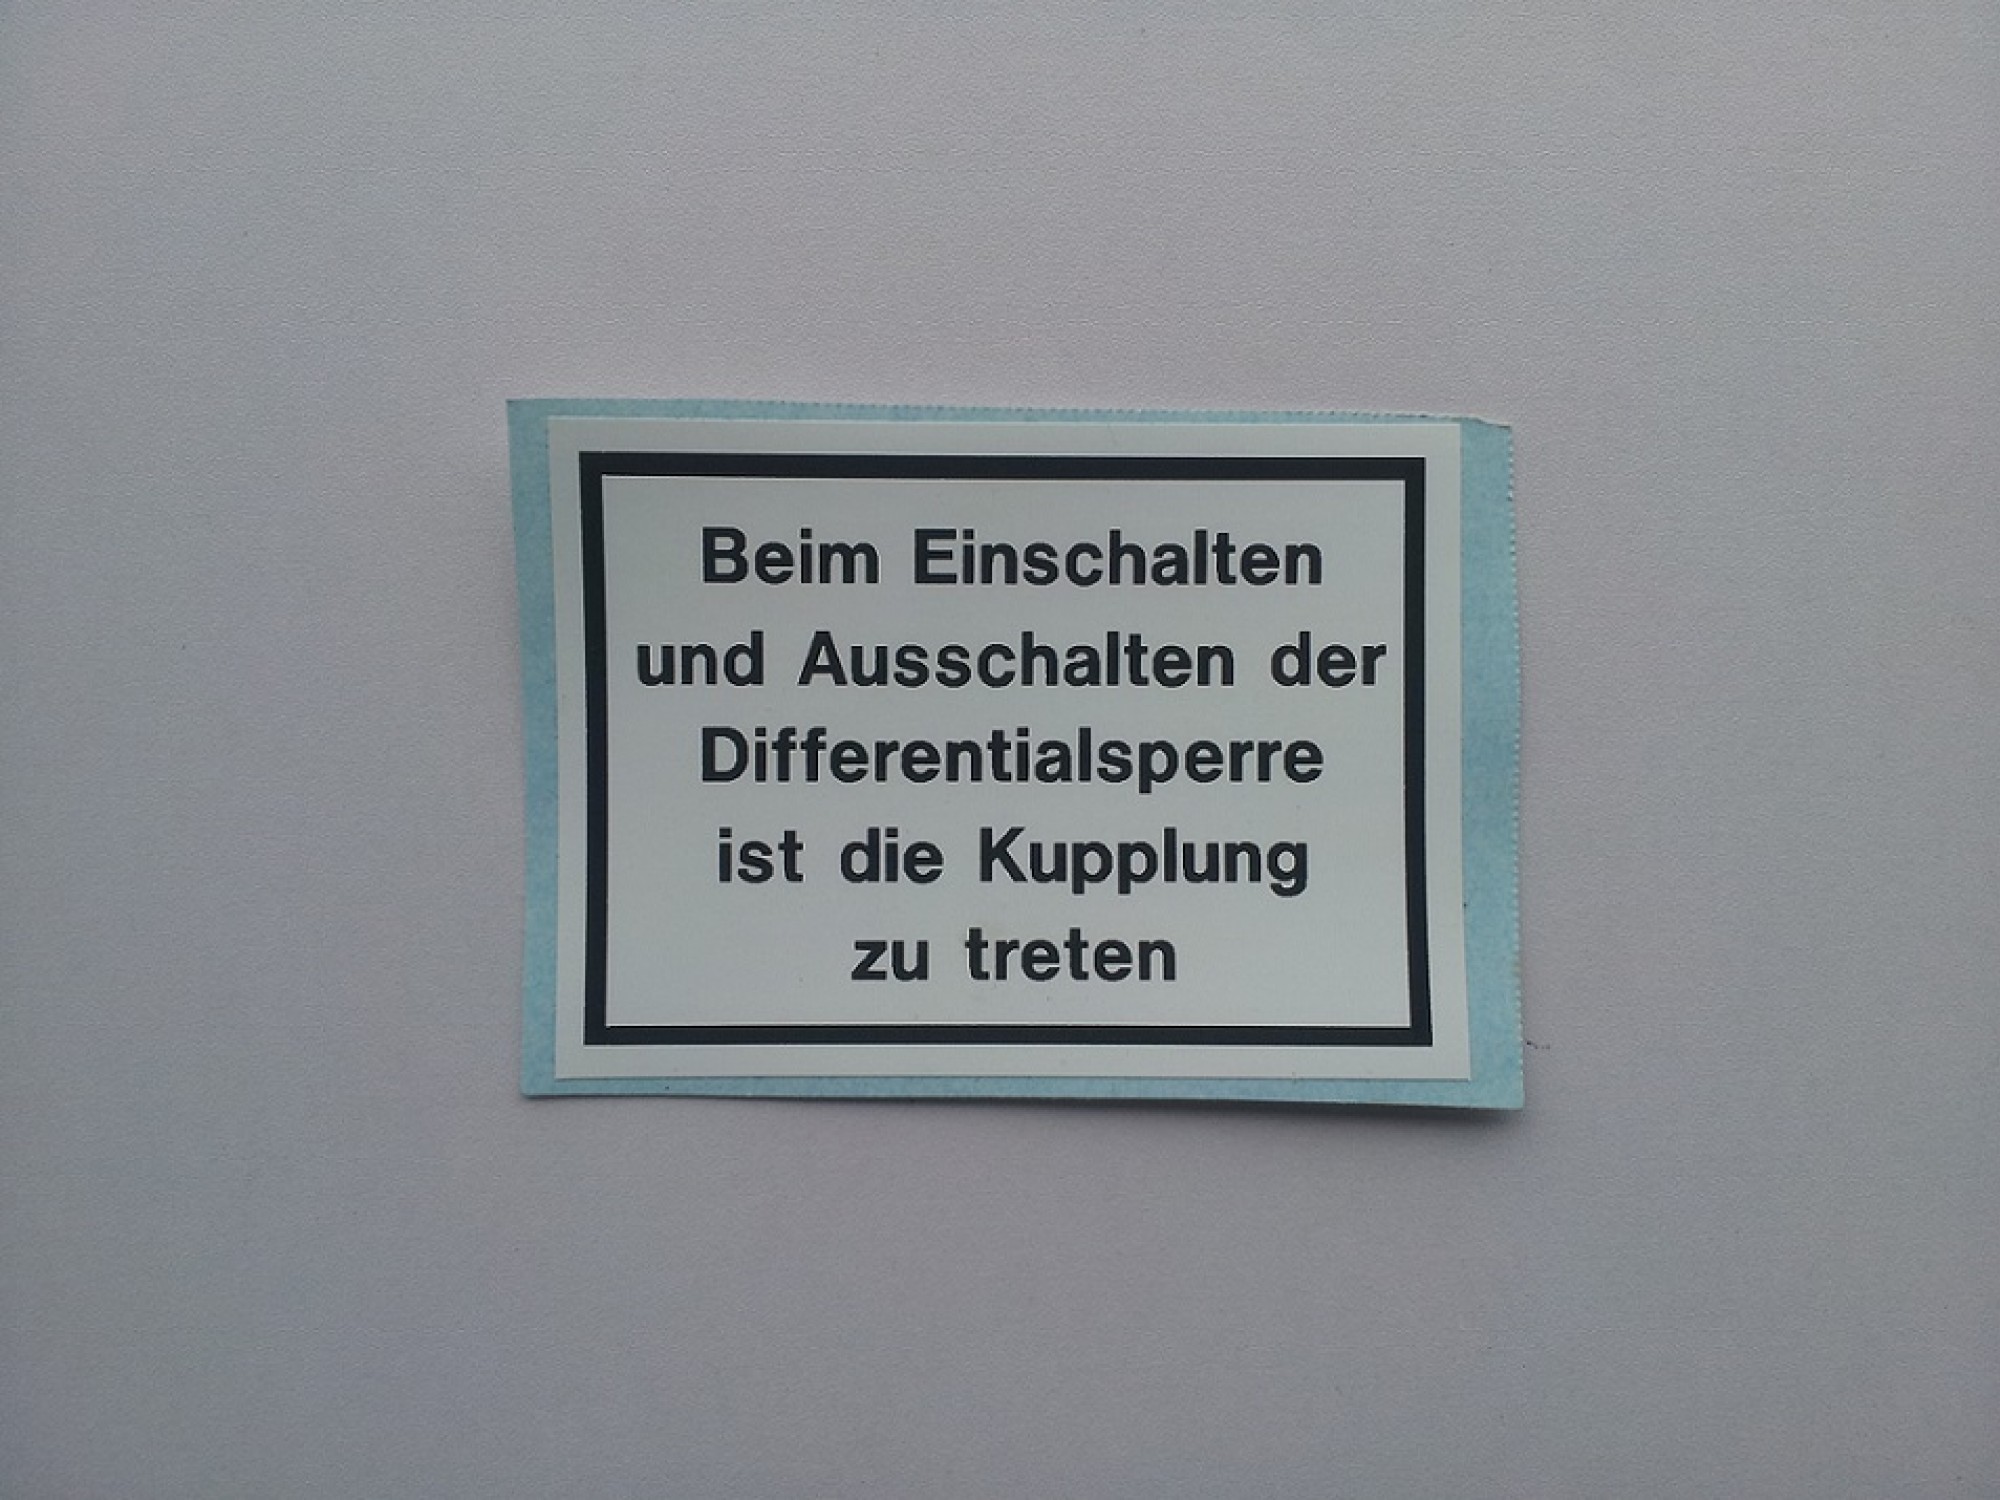 Beim Einschalten
und Ausschalten der
Differentialsperre
ist die Kupplung
zu treten